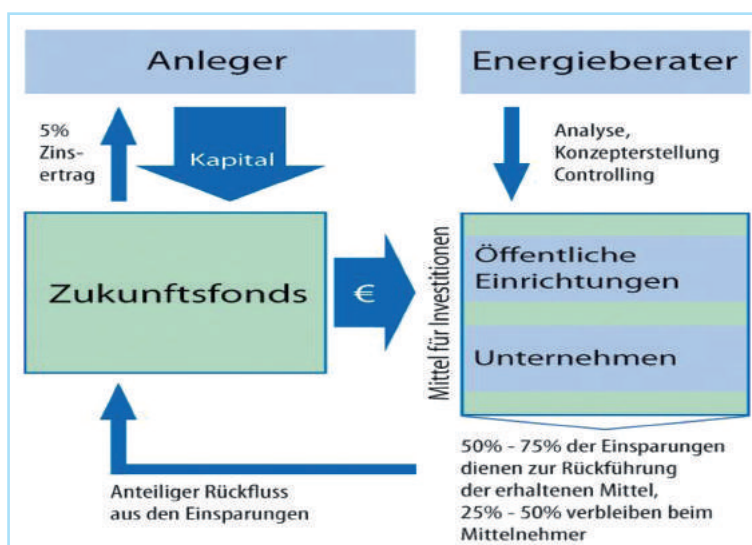 Anleger
Energieberater
5%
Zins-
ertrag
Kapital
Analyse,
Konzepterstellung
Controlling
Zukunftsfonds
€
Mittel für Investitionen
Öffentliche
Einrichtungen
Unternehmen
Anteiliger Rückfluss
aus den Einsparungen
50% - 75% der Einsparungen
dienen zur Rückführung
der erhaltenen Mittel,
25% - 50% verbleiben beim
Mittelnehmer